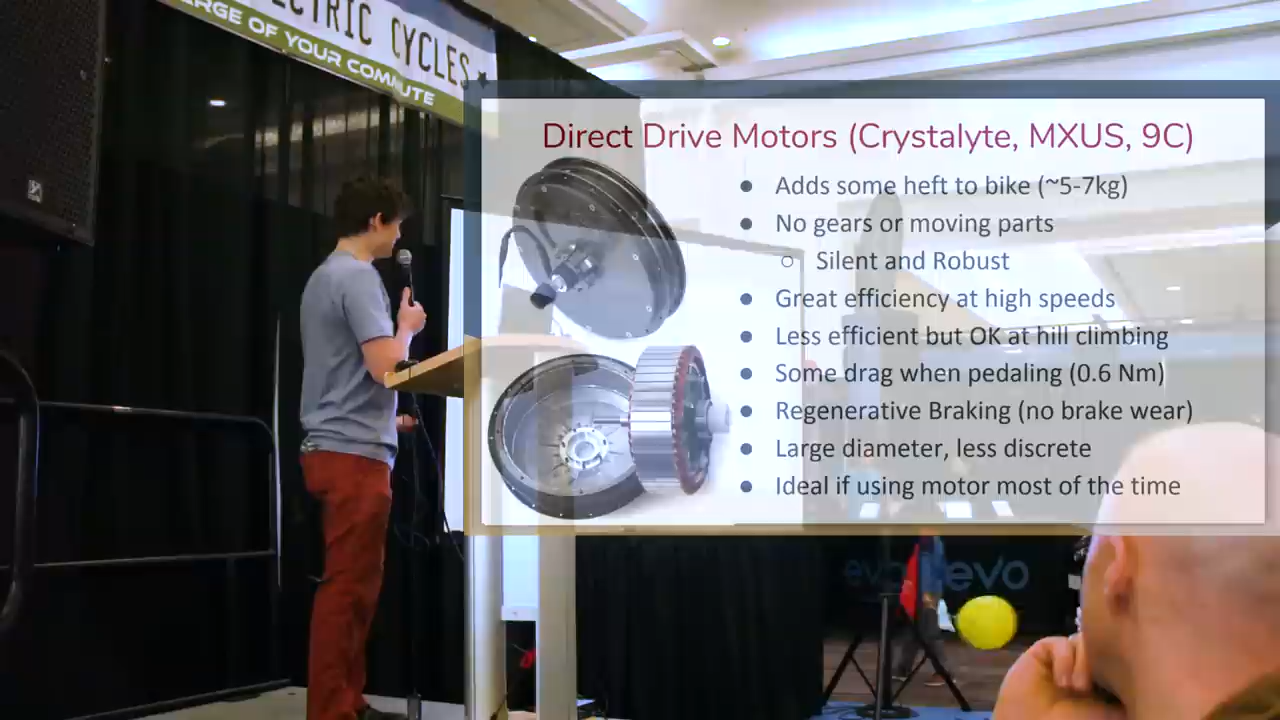 CTRIC CYCLES
RGE OF YOUR COMMUTE
Direct Drive Motors (Crystalyte, MXUS, 9C)
● Adds some heft to bike (~5-7kg)
● No gears or moving parts
○ Silent and Robust
● Great efficiency at high speeds
● Less efficient but OK at hill climbing
● Some drag when pedaling (0.6 Nm)
● Regenerative Braking (no brake wear)
● Large diameter, less discrete
● Ideal if using motor most of the time
evo evo